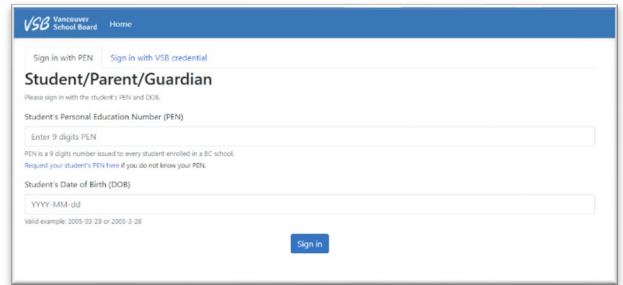 VSB Vancouver School Board Home
Sign in with PEN Sign in with VSB credential
Student/Parent/Guardian
Please sign in with the student's PEN and DOB.
Student's Personal Education Number (PEN)
Enter 9 digits PEN
PEN is a 9 digits number issued to every student enrolled in a BC school.
Request your student's PEN here if you do not know your PEN.
Student's Date of Birth (DOB)
YYYY-MM-dd
Valid example: 2005-03-28 or 2005-3-28
Sign in